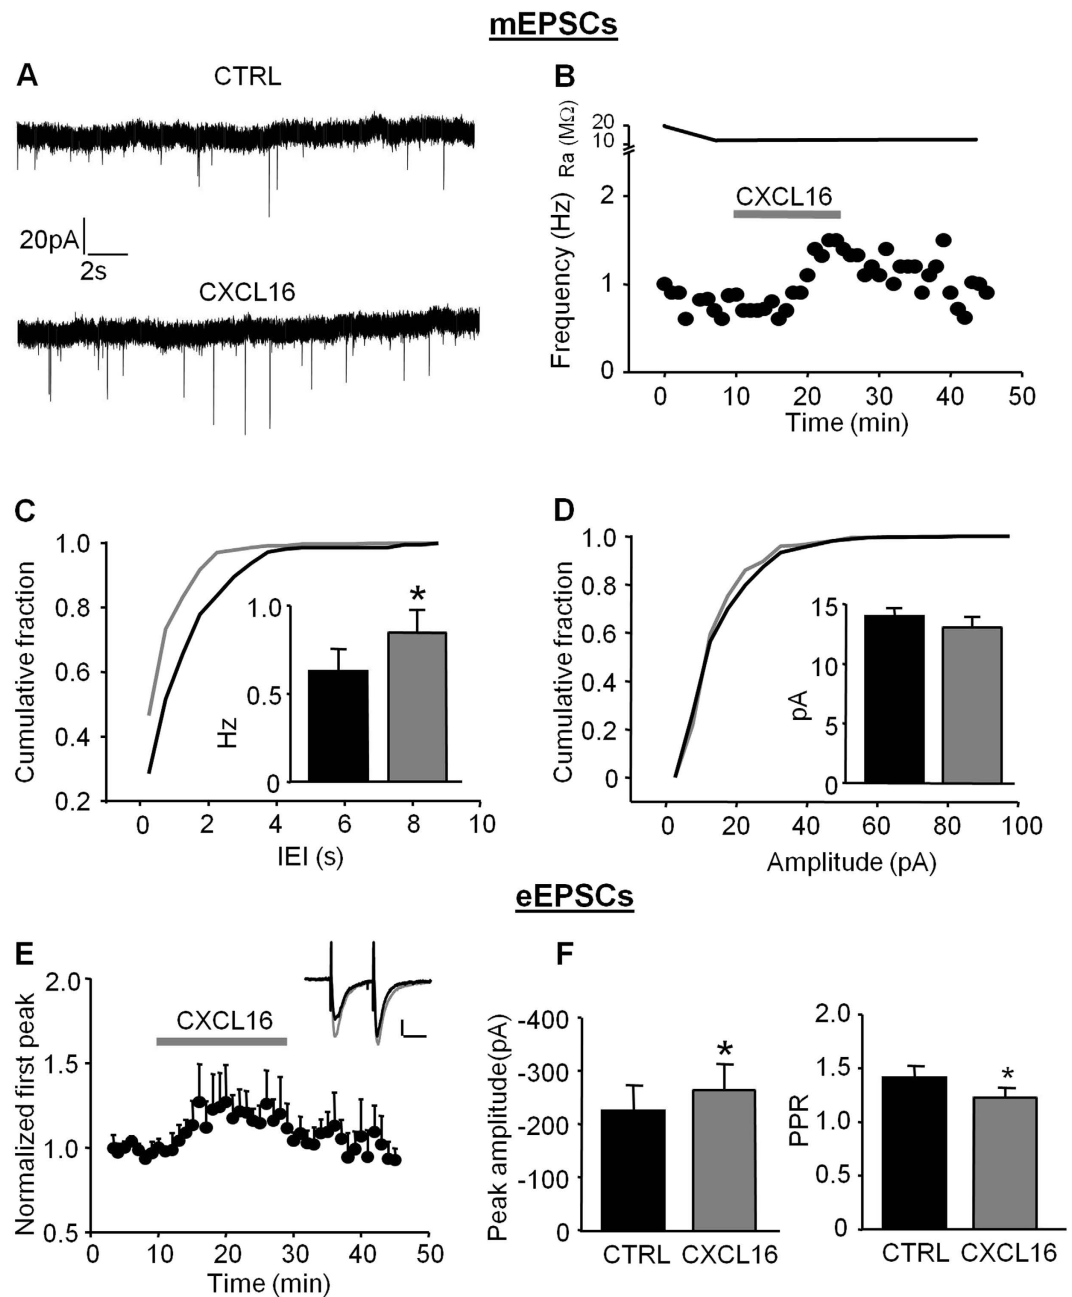 mEPSCs
A
CTRL
20pA
2s
CXCL16
B
Ra (MΩ)
20
10
CXCL16
Frequency (Hz)
2
1
0
0 10 20 30 40 50
Time (min)
C
Cumulative fraction
1.0
0.8
0.6
0.4
0.2
0 2 4 6 8 10
IEI (s)
Hz
1.0
0.5
0
*
D
Cumulative fraction
1.0
0.8
0.6
0.4
0.2
0
0 20 40 60 80 100
Amplitude (pA)
pA
15
10
5
0
eEPSCs
E
Normalized first peak
2.0
1.5
1.0
0.5
CXCL16
0 10 20 30 40 50
Time (min)
F
Peak amplitude(pA)
-400
-300
-200
-100
0
*
CTRL CXCL16
PPR
2.0
1.5
1.0
0.5
0
*
CTRL CXCL16